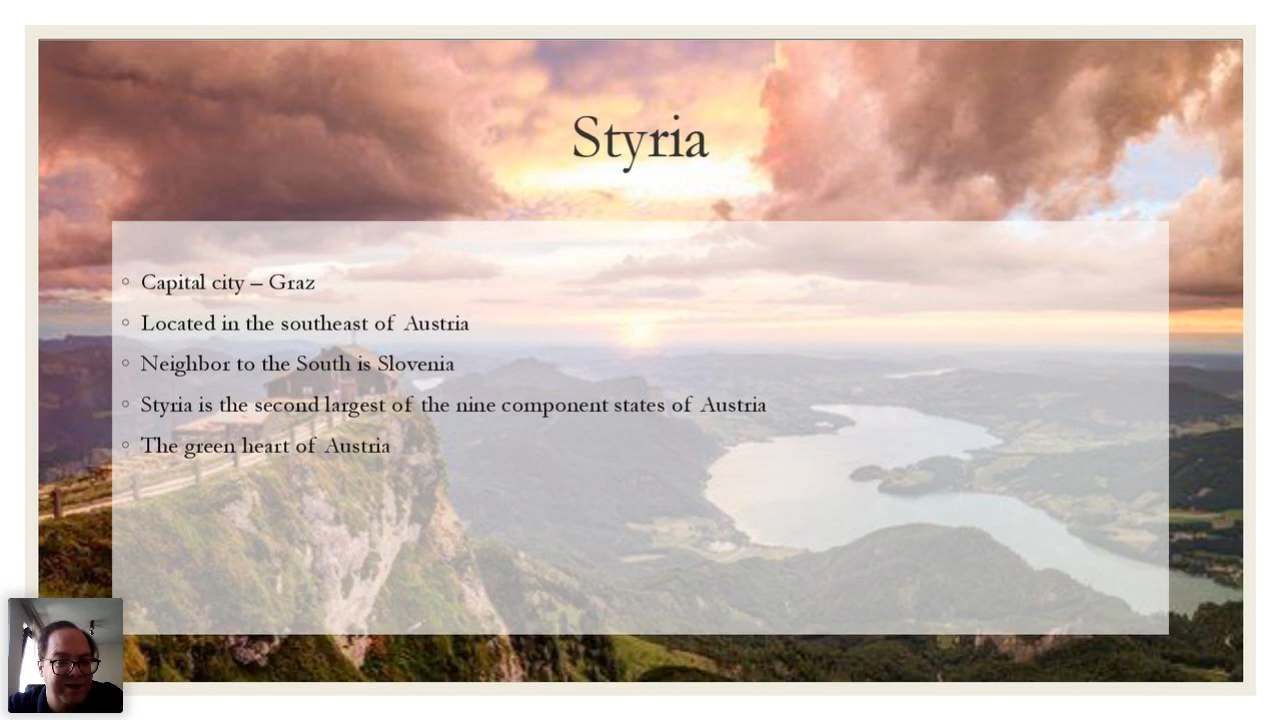 Styria
Capital city – Graz
Located in the southeast of Austria
Neighbor to the South is Slovenia
Styria is the second largest of the nine component states of Austria
The green heart of Austria